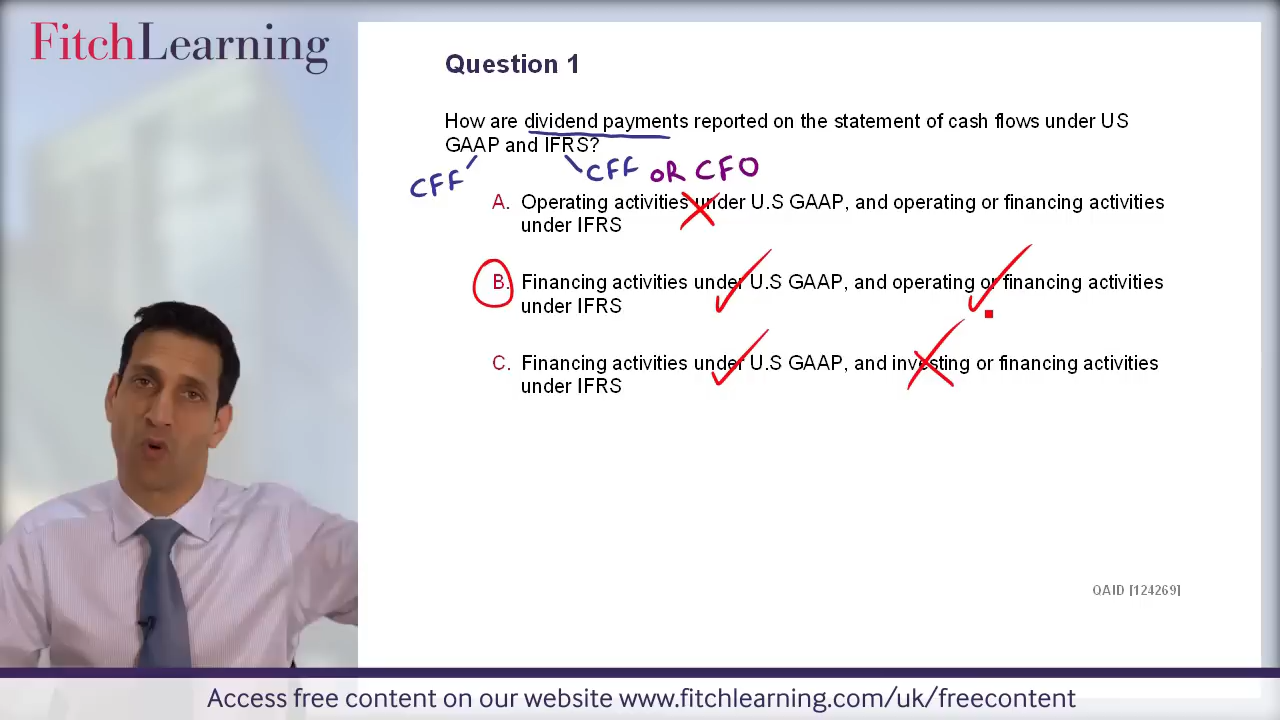 FitchLearning
Question 1
How are dividend payments reported on the statement of cash flows under US
GAAP and IFRS?
CFF CFF OR CFO
A. Operating activities under U.S GAAP, and operating or financing activities
under IFRS
B. Financing activities under U.S GAAP, and operating or financing activities
under IFRS
C. Financing activities under U.S GAAP, and investing or financing activities
under IFRS
QAID [124269]
Access free content on our website www.fitchlearning.com/uk/freecontent